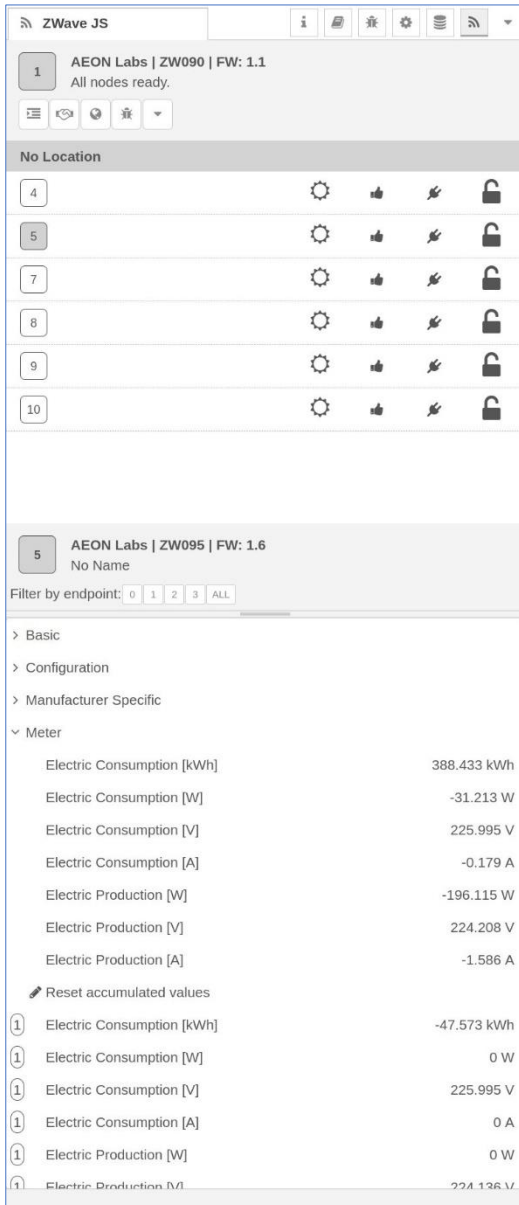 ZWave JS
1 AEON Labs | ZW090 | FW: 1.1
All nodes ready.
No Location
4
5
7
8
9
10
5 AEON Labs | ZW095 | FW: 1.6
No Name
Filter by endpoint: 0 1 2 3 ALL
> Basic
> Configuration
> Manufacturer Specific
Meter
Electric Consumption [kWh] 388.433 kWh
Electric Consumption [W] -31.213 W
Electric Consumption [V] 225.995 V
Electric Consumption [A] -0.179 A
Electric Production [W] -196.115 W
Electric Production [V] 224.208 V
Electric Production [A] -1.586 A
Reset accumulated values
1 Electric Consumption [kWh] -47.573 kWh
1 Electric Consumption [W] 0 W
1 Electric Consumption [V] 225.995 V
1 Electric Consumption [A] 0 A
1 Electric Production [W] 0 W
1 Electric Production [V] 224.136 V